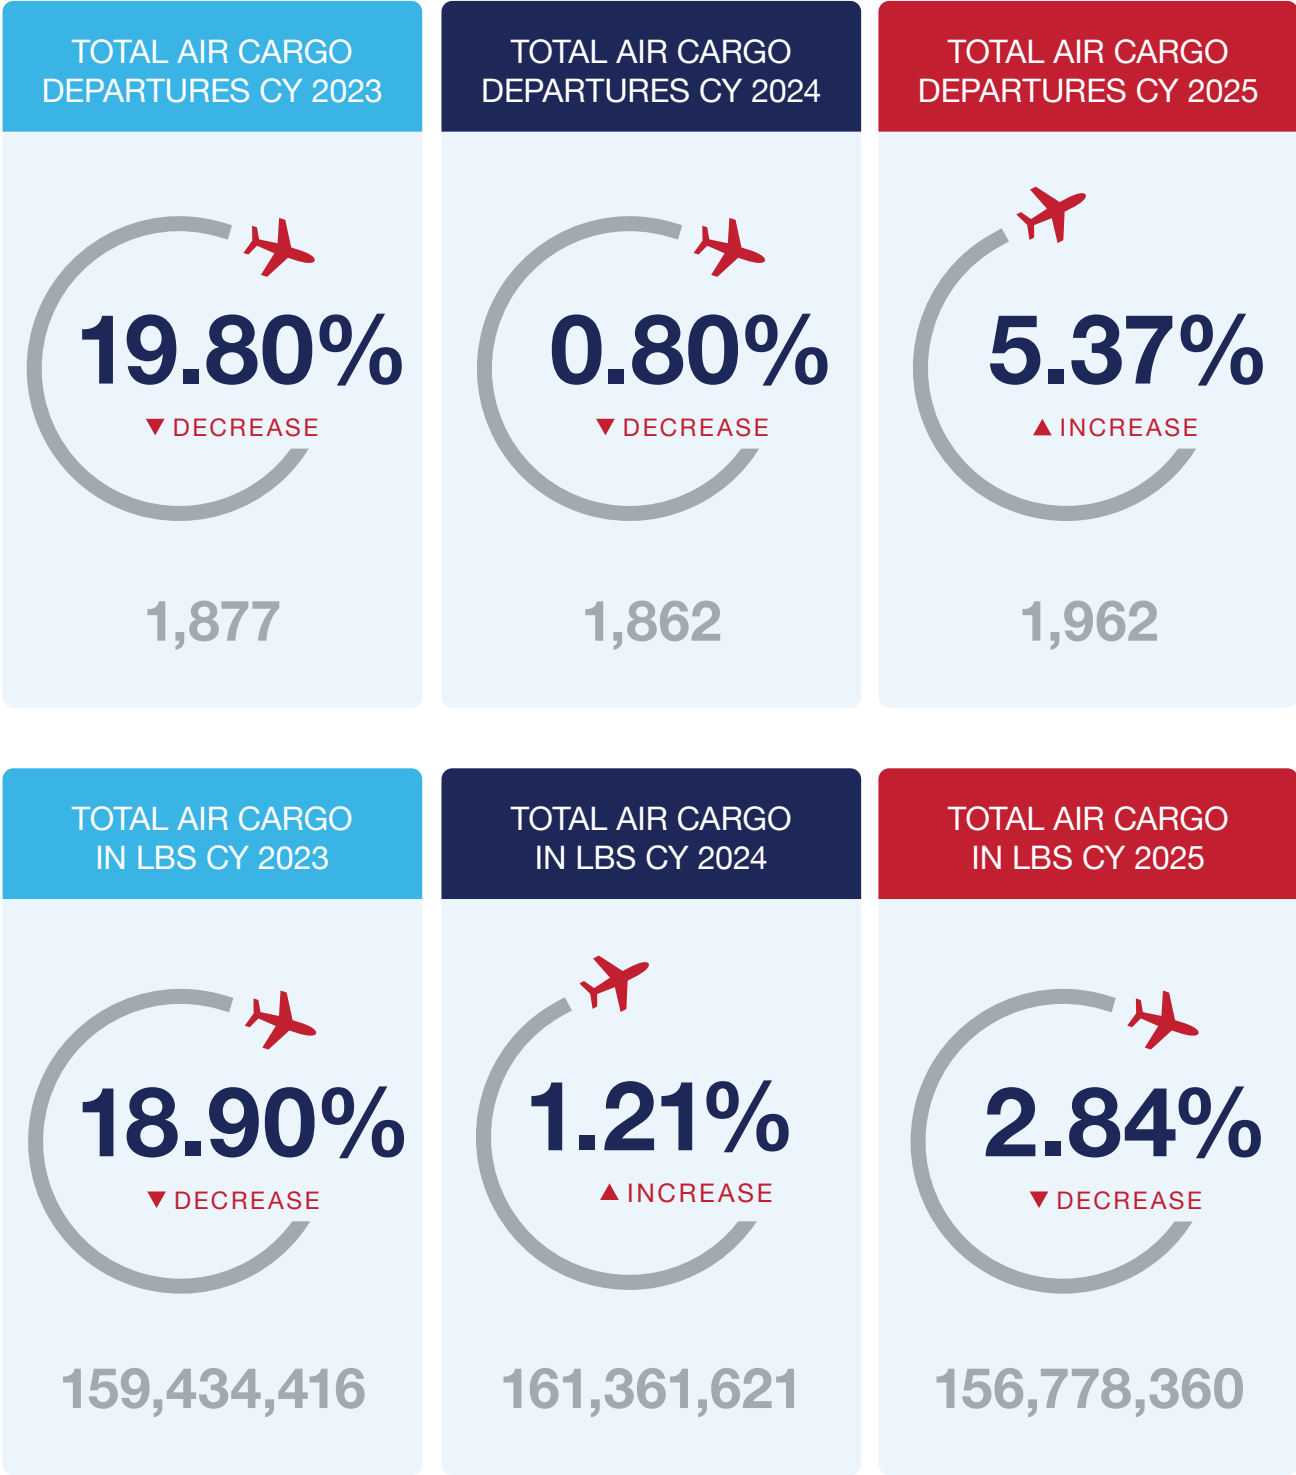 TOTAL AIR CARGO
DEPARTURES CY 2023
19.80%
▼ DECREASE
1,877
TOTAL AIR CARGO
DEPARTURES CY 2024
0.80%
▼ DECREASE
1,862
TOTAL AIR CARGO
DEPARTURES CY 2025
5.37%
▲ INCREASE
1,962
TOTAL AIR CARGO
IN LBS CY 2023
18.90%
▼ DECREASE
159,434,416
TOTAL AIR CARGO
IN LBS CY 2024
1.21%
▲ INCREASE
161,361,621
TOTAL AIR CARGO
IN LBS CY 2025
2.84%
▼ DECREASE
156,778,360